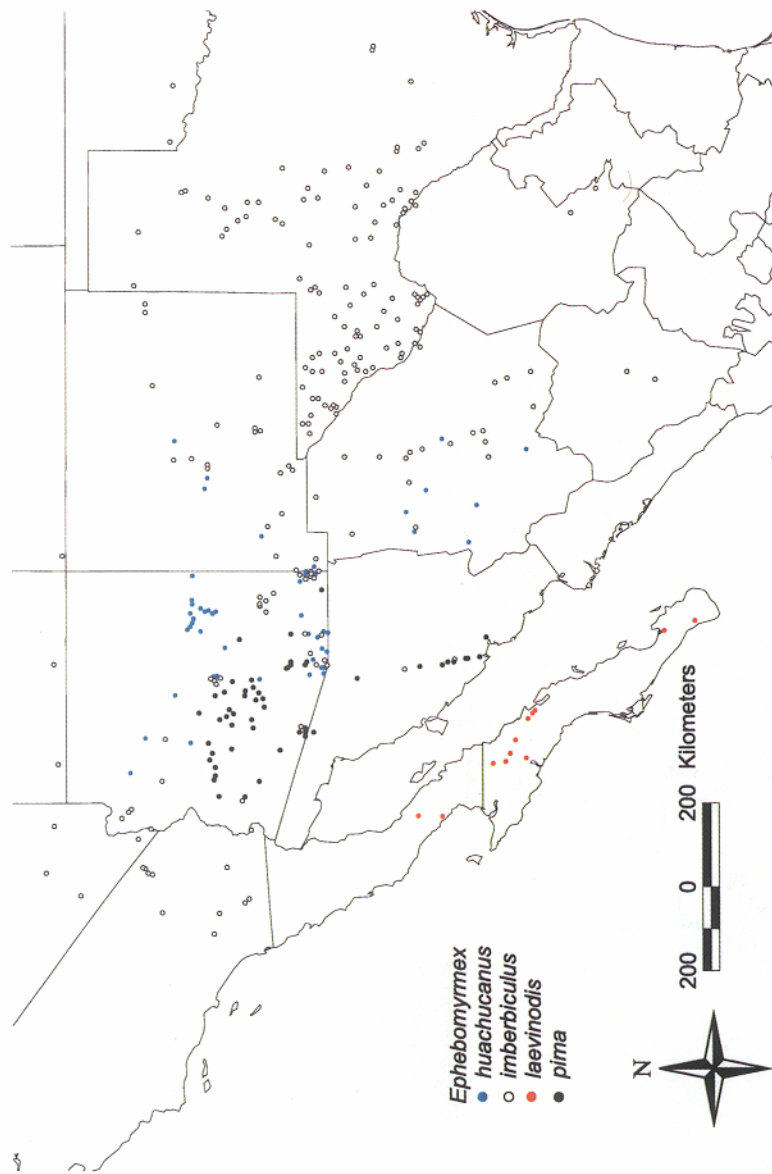 Ephebomyrmex
huachucanus
imberbiculus
laevinodis
pima
N
200 0 200 Kilometers